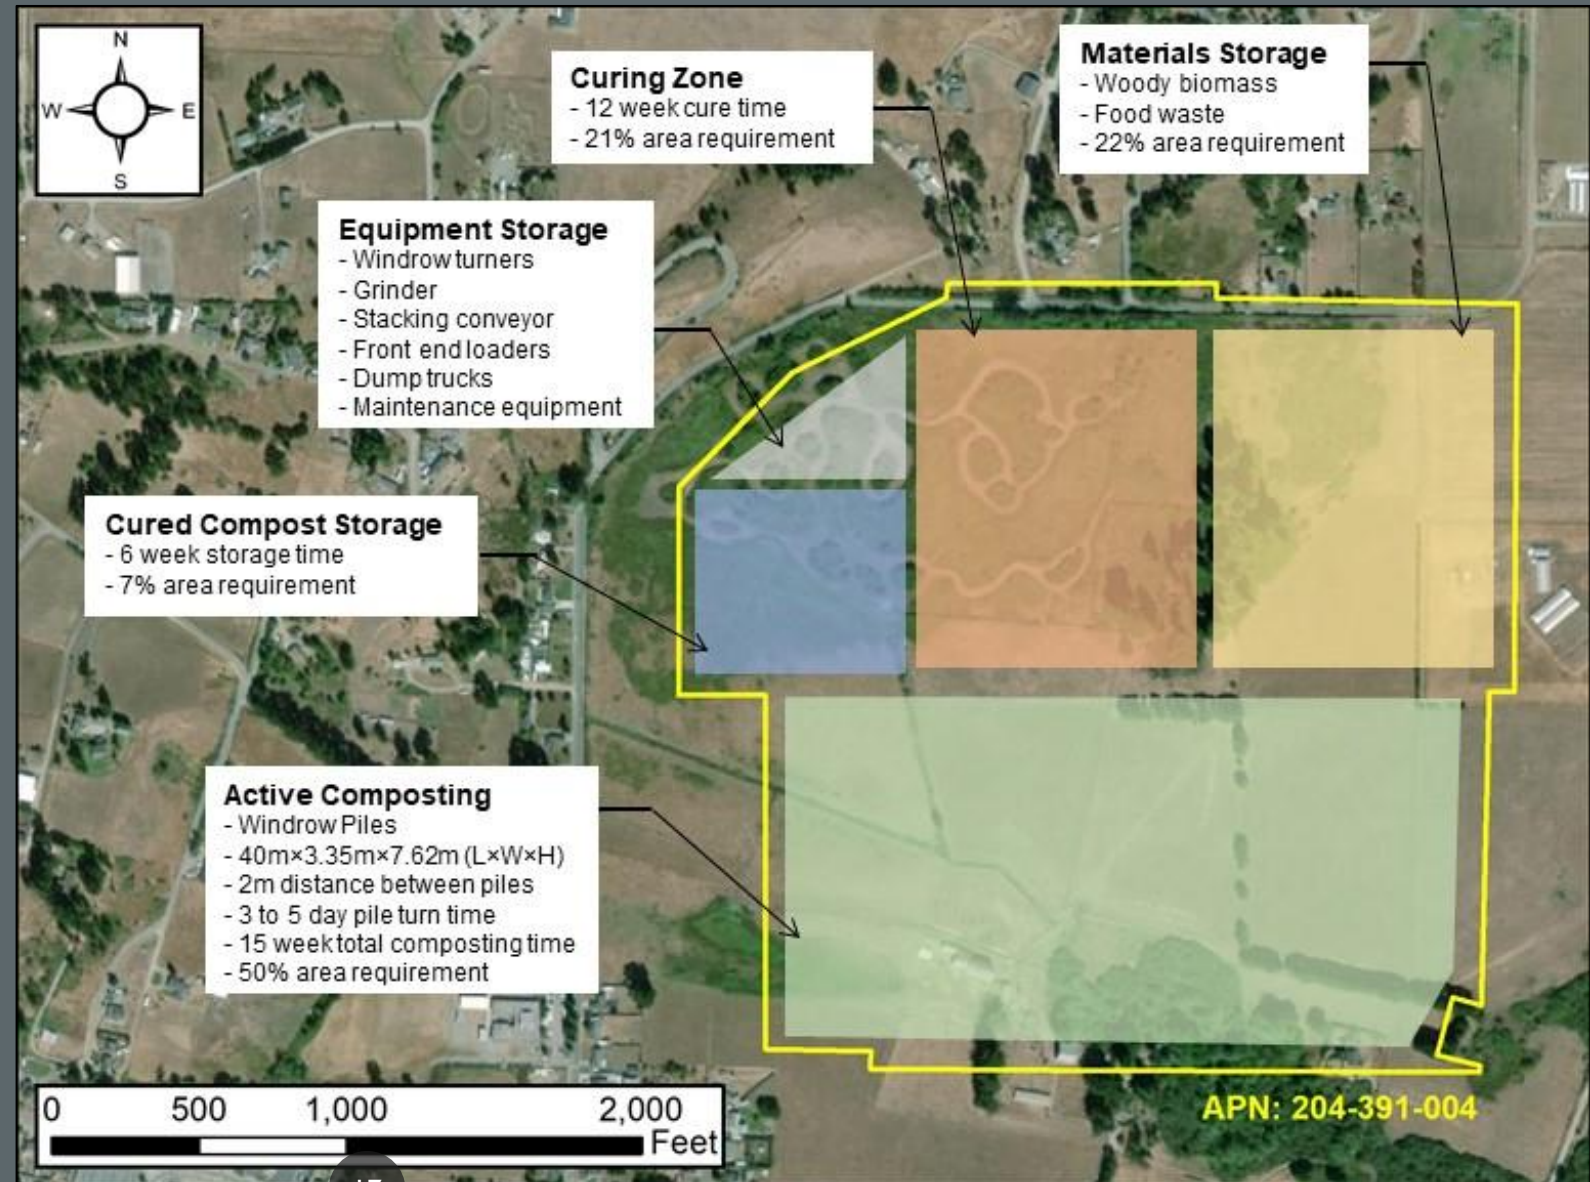 N
W E
S
Curing Zone
- 12 week cure time
- 21% area requirement
Materials Storage
- Woody biomass
- Food waste
- 22% area requirement
Equipment Storage
- Windrow turners
- Grinder
- Stacking conveyor
- Front end loaders
- Dump trucks
- Maintenance equipment
Cured Compost Storage
- 6 week storage time
- 7% area requirement
Active Composting
- Windrow Piles
- 40m×3.35m×7.62m (L×W×H)
- 2m distance between piles
- 3 to 5 day pile turn time
- 15 week total composting time
- 50% area requirement
APN: 204-391-004
0 500 1,000 2,000
Feet